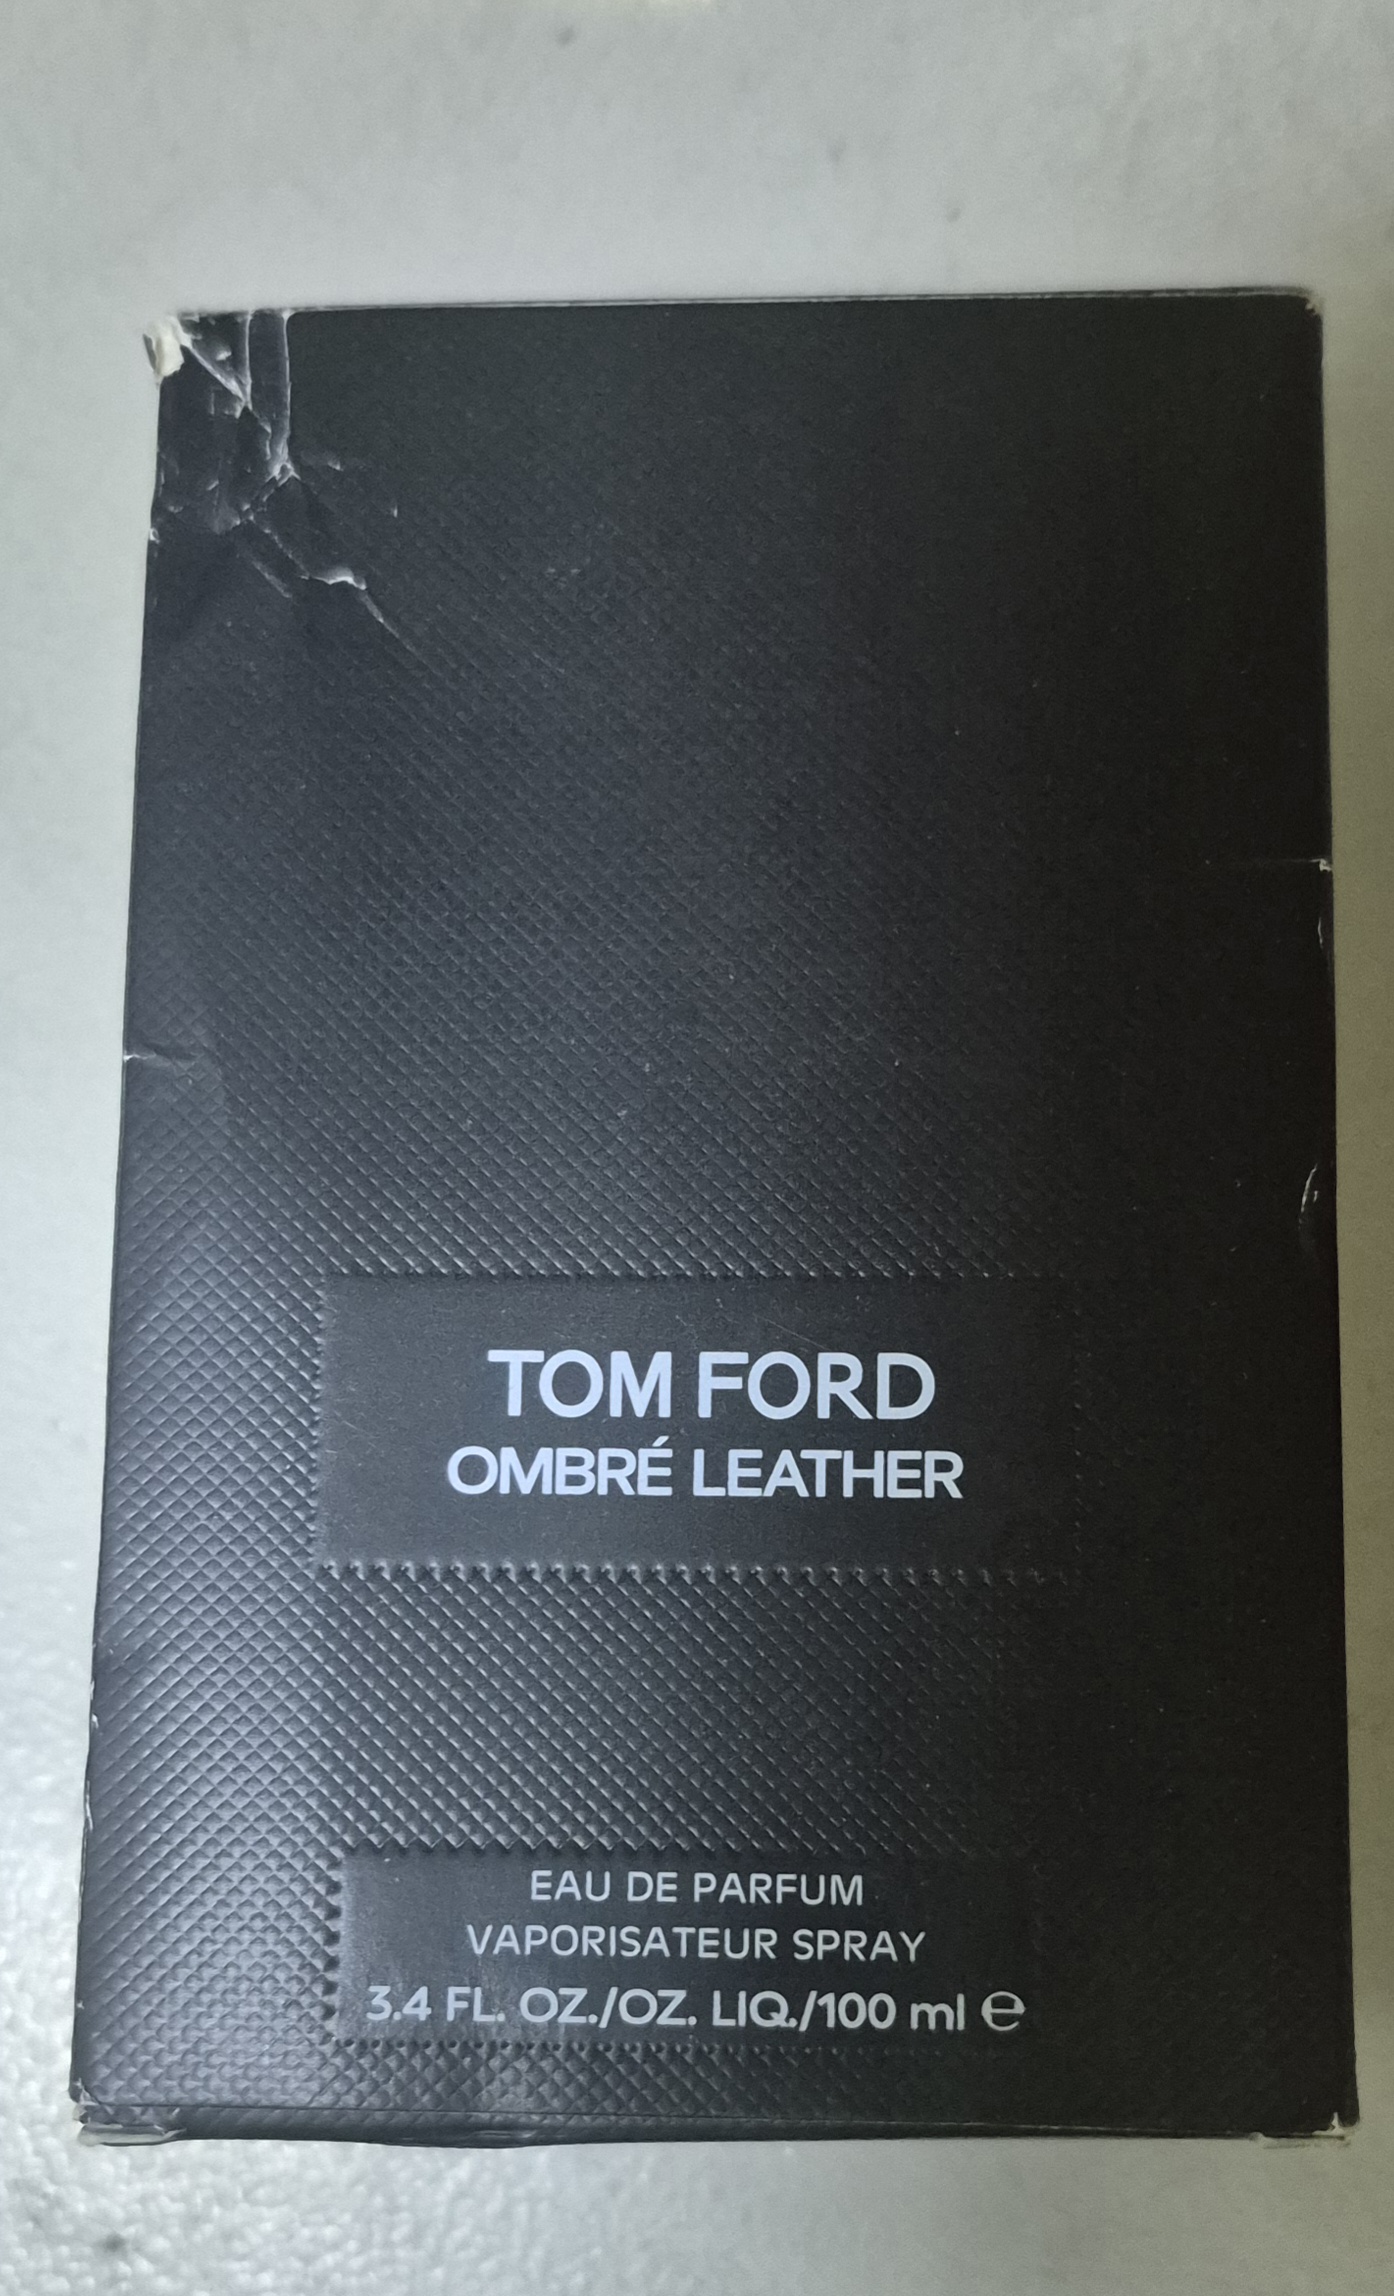 TOM FORD
OMBRÉ LEATHER
EAU DE PARFUM
VAPORISATEUR SPRAY
3.4 FL. OZ./OZ. LIQ./100 ml ℮